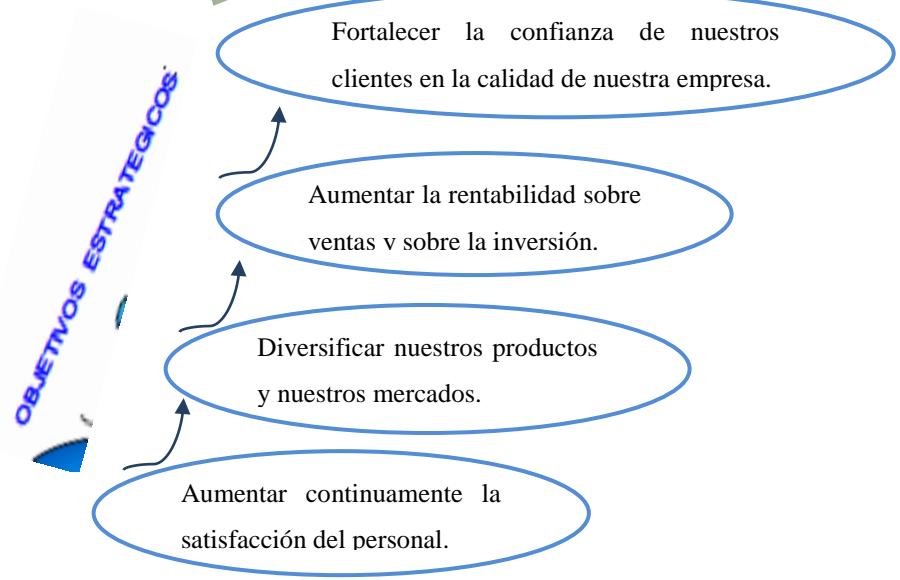 OBJETIVOS ESTRATEGICOS:
Fortalecer la confianza de nuestros
clientes en la calidad de nuestra empresa.
Aumentar la rentabilidad sobre
ventas y sobre la inversión.
Diversificar nuestros productos
y nuestros mercados.
Aumentar continuamente la
satisfacción del personal.